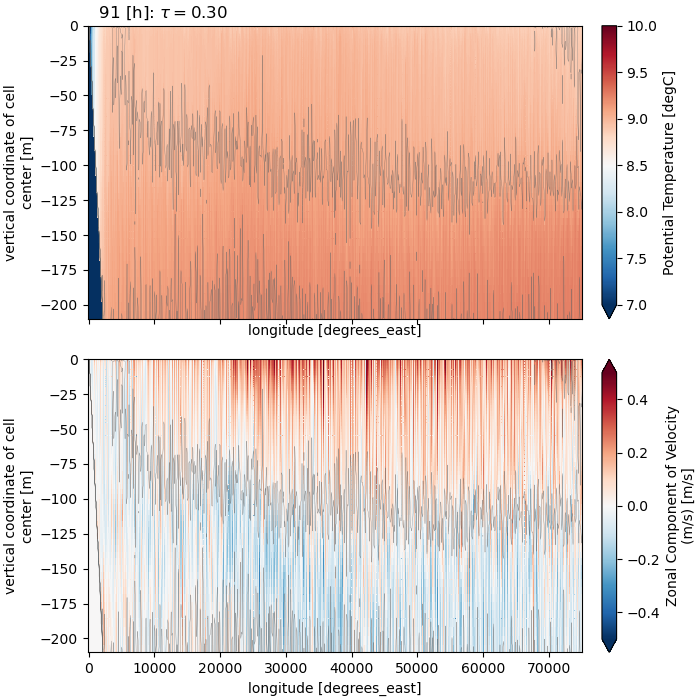 91 [h]: τ = 0.30
0
−25
−50
−75
−100
−125
−150
−175
−200
vertical coordinate of cell
center [m]
longitude [degrees_east]
10.0
9.5
9.0
8.5
8.0
7.5
7.0
Potential Temperature [degC]
0
−25
−50
−75
−100
−125
−150
−175
−200
vertical coordinate of cell
center [m]
0 10000 20000 30000 40000 50000 60000 70000
longitude [degrees_east]
0.4
0.2
0.0
−0.2
−0.4
Zonal Component of Velocity
(m/s) [m/s]